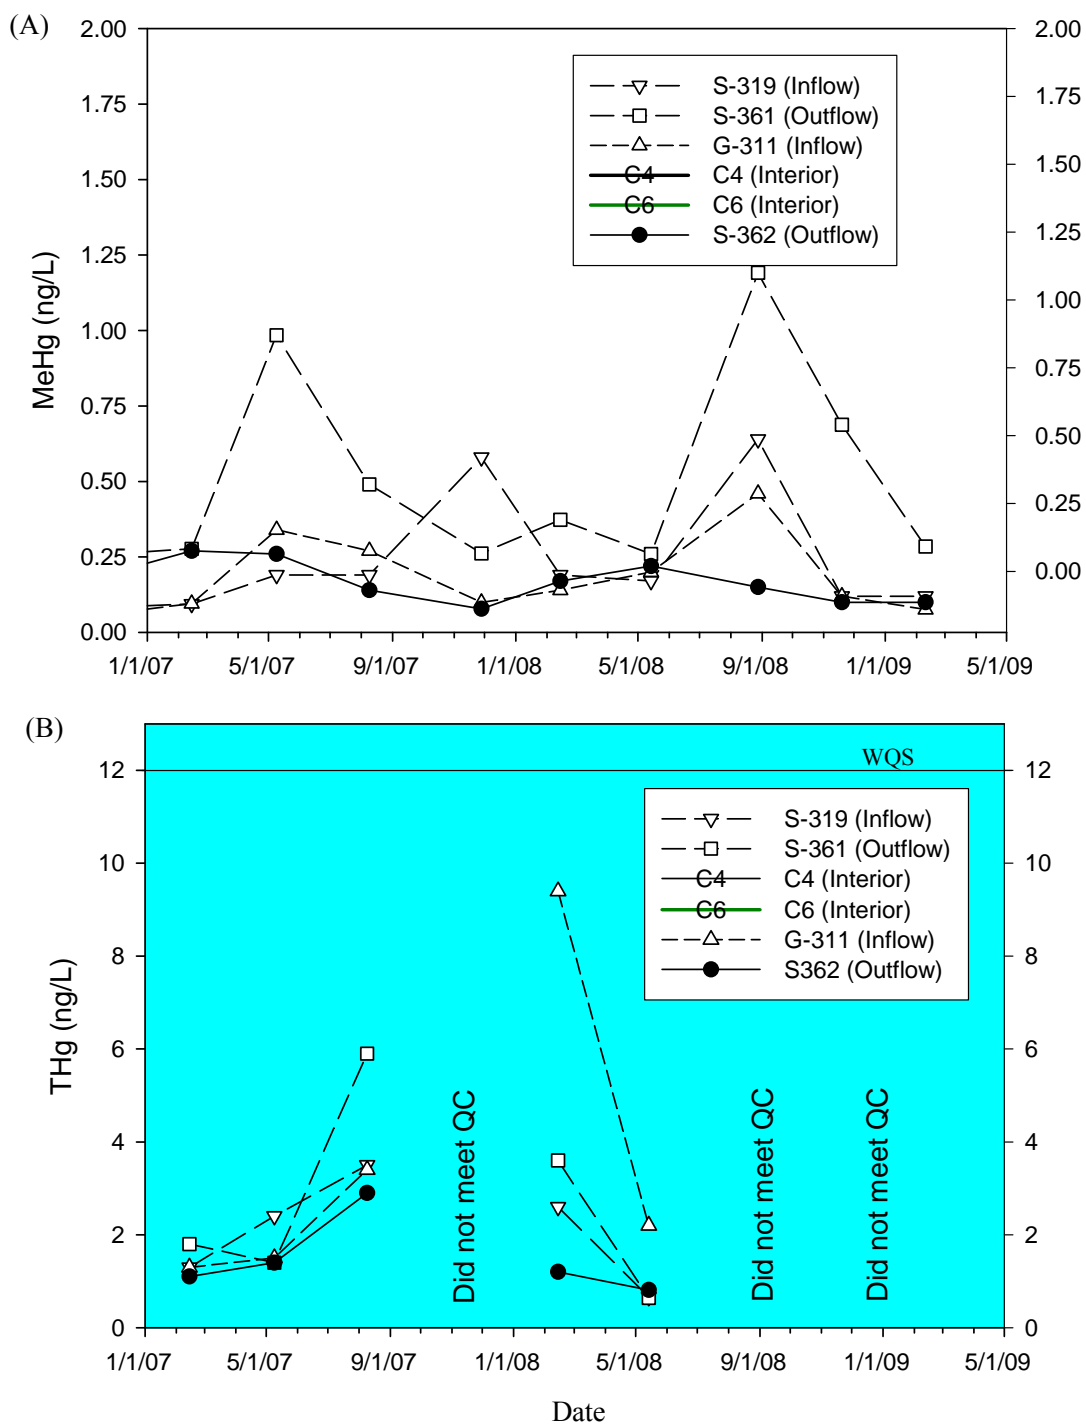 (A)
2.00
1.75
1.50
1.25
1.00
0.75
0.50
0.25
0.00
MeHg (ng/L)
S-319 (Inflow)
S-361 (Outflow)
G-311 (Inflow)
C4 C4 (Interior)
C6 C6 (Interior)
S-362 (Outflow)
2.00
1.75
1.50
1.25
1.00
0.75
0.50
0.25
0.00
1/1/07 5/1/07 9/1/07 1/1/08 5/1/08 9/1/08 1/1/09 5/1/09
(B)
WQS
12
10
8
6
4
2
0
THg (ng/L)
S-319 (Inflow)
S-361 (Outflow)
C4 C4 (Interior)
C6 C6 (Interior)
G-311 (Inflow)
S362 (Outflow)
Did not meet QC
Did not meet QC
Did not meet QC
12
10
8
6
4
2
0
1/1/07 5/1/07 9/1/07 1/1/08 5/1/08 9/1/08 1/1/09 5/1/09
Date